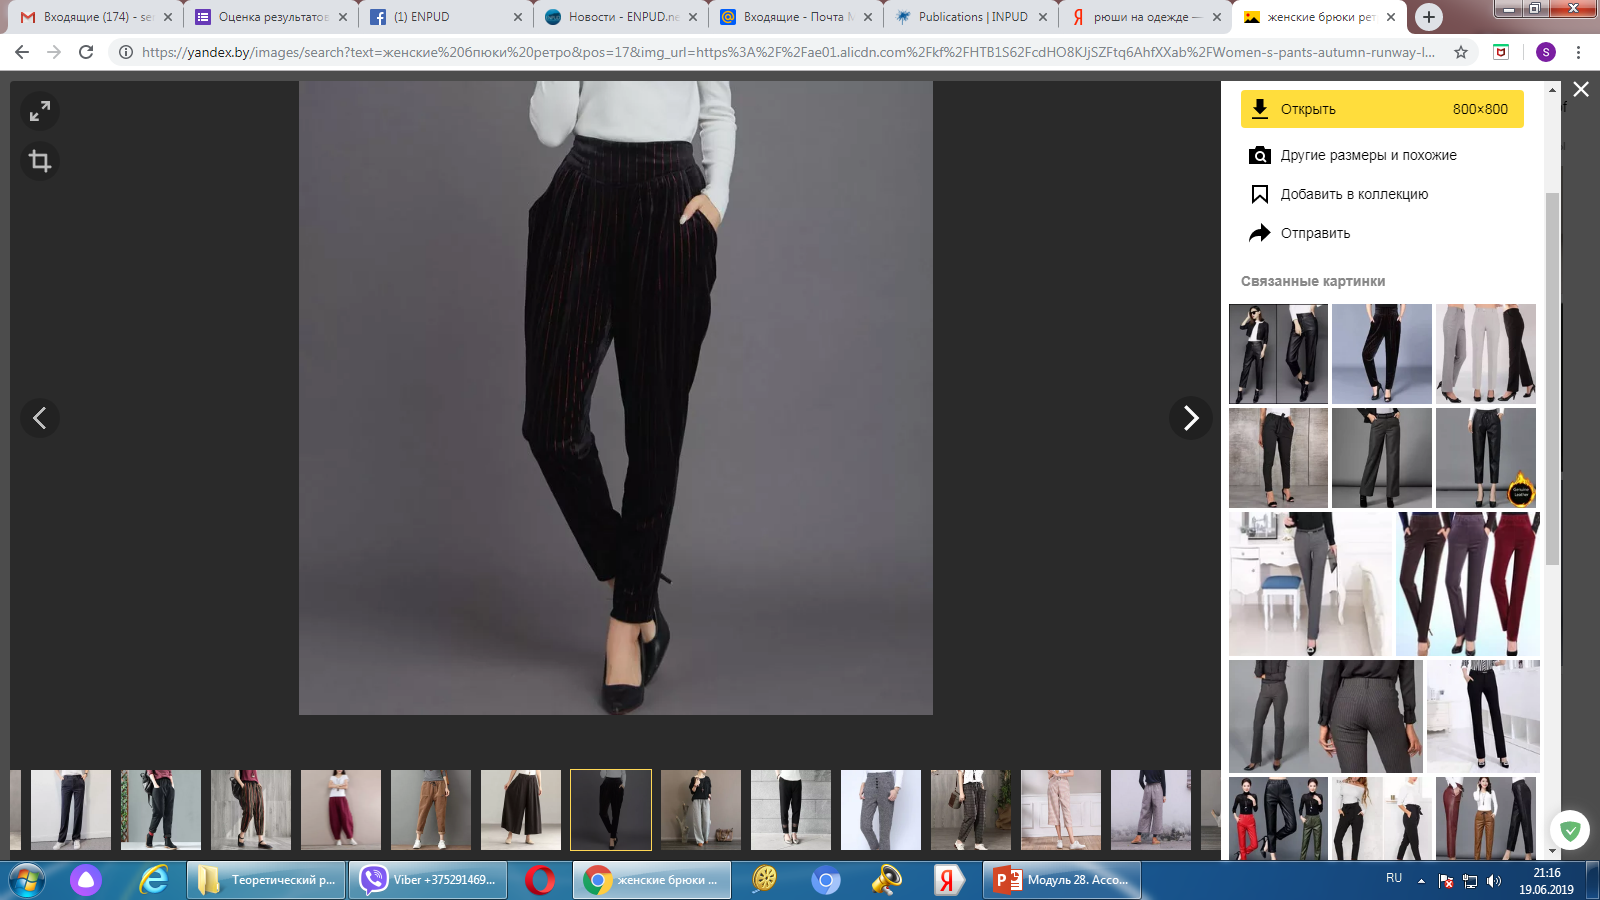 Входящие (174) - se
Оценка результатов
(1) ENPUD
Новости - ENPUD.ne
Входящие - Почта M
Publications | INPUD
рюши на одежде —
женские брюки рет
https://yandex.by/images/search?text=женские%20бпюки%20ретро&pos=17&img_url=https%3A%2F%2Fae01.alicdn.com%2Fkf%2FHTB1S62FcdHO8KJjSZFtq6AhfXXab%2FWomen-s-pants-autumn-runway-l...
S
Открыть 800×800
Другие размеры и похожие
Добавить в коллекцию
Отправить
Связанные картинки
Genuine
Leather
Теоретический р...
Viber +375291469...
женские брюки ...
Модуль 28. Ассо...
RU
21:16
19.06.2019